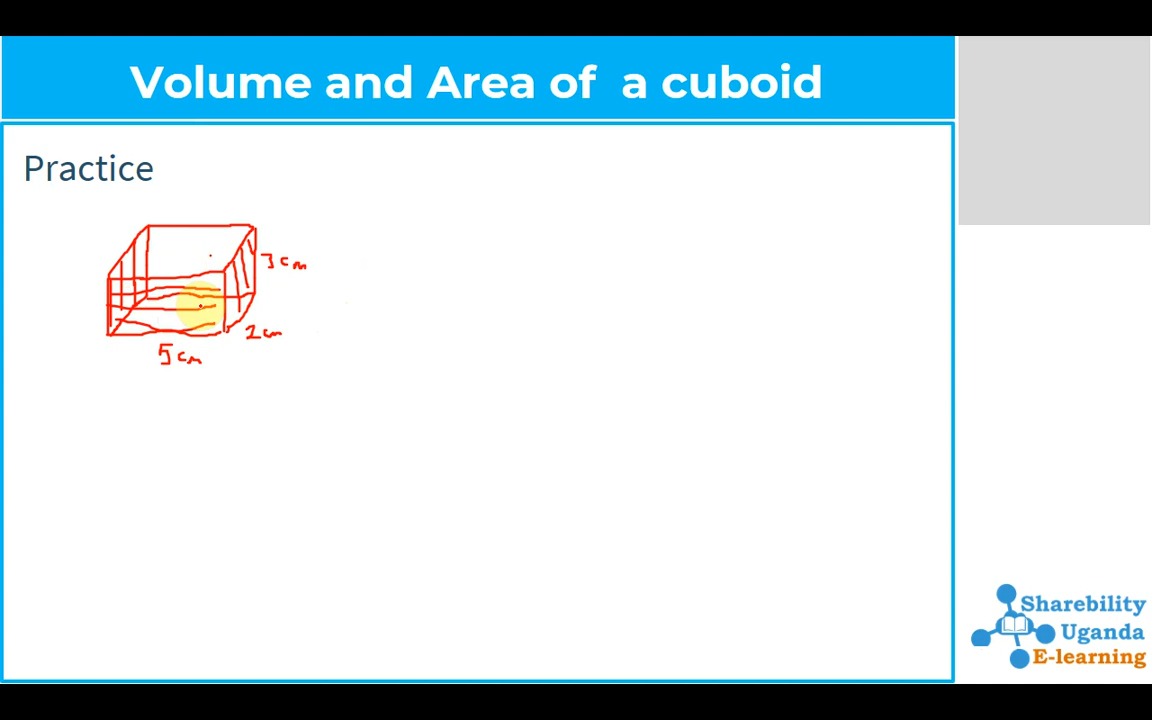 Volume and Area of a cuboid
Practice
3cm
2cm
5cm
Sharebility
Uganda
E-learning